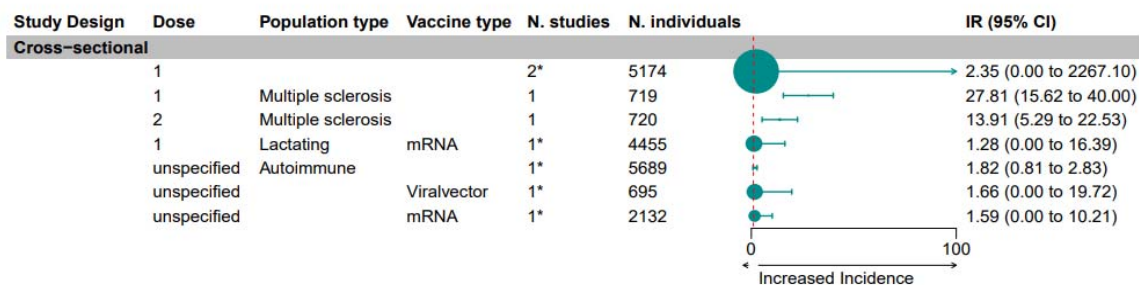 Study Design Dose Population type Vaccine type N. studies N. individuals IR (95% CI)
Cross−sectional
1 2* 5174 2.35 (0.00 to 2267.10)
1 Multiple sclerosis 1 719 27.81 (15.62 to 40.00)
2 Multiple sclerosis 1 720 13.91 (5.29 to 22.53)
1 Lactating mRNA 1* 4455 1.28 (0.00 to 16.39)
unspecified Autoimmune 1* 5689 1.82 (0.81 to 2.83)
unspecified Viralvector 1* 695 1.66 (0.00 to 19.72)
unspecified mRNA 1* 2132 1.59 (0.00 to 10.21)
0 100
Increased Incidence